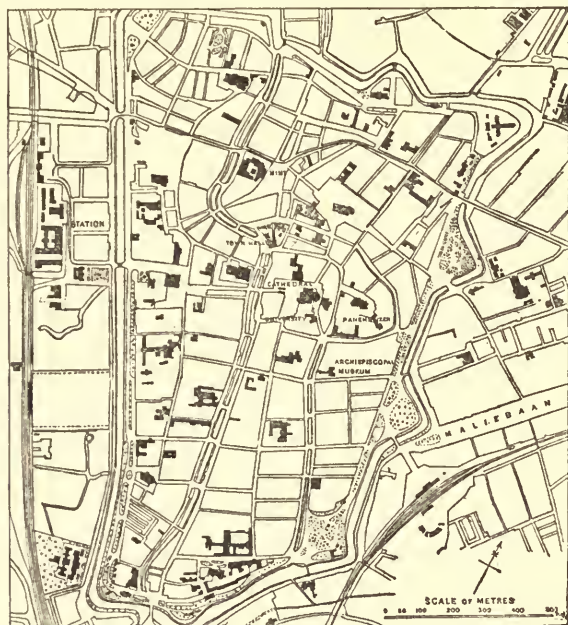 MINT
STATION
TOWN HALL
CATHEDRAL
UNIVERSITY
ARCHIEPISCOPAL
MUSEUM
MALIEBAAN
SCALE OF METRES
0 50 100 200 300 400 500